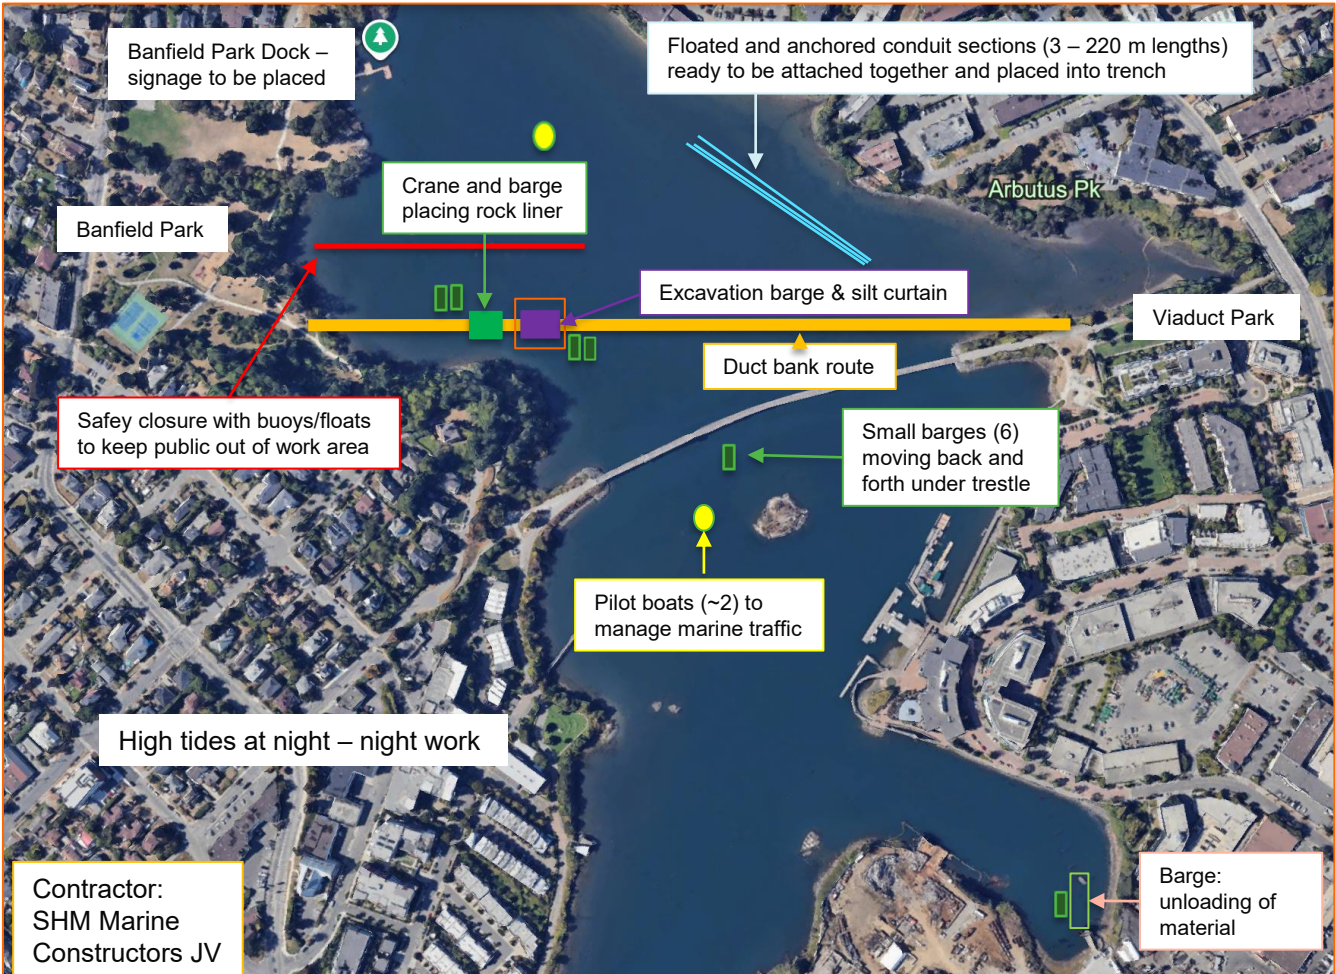 Banfield Park Dock –
signage to be placed
Floated and anchored conduit sections (3 – 220 m lengths)
ready to be attached together and placed into trench
Crane and barge
placing rock liner
Arbutus Pk
Banfield Park
Excavation barge & silt curtain
Viaduct Park
Duct bank route
Safey closure with buoys/floats
to keep public out of work area
Small barges (6)
moving back and
forth under trestle
Pilot boats (~2) to
manage marine traffic
High tides at night – night work
Contractor:
SHM Marine
Constructors JV
Barge:
unloading of
material